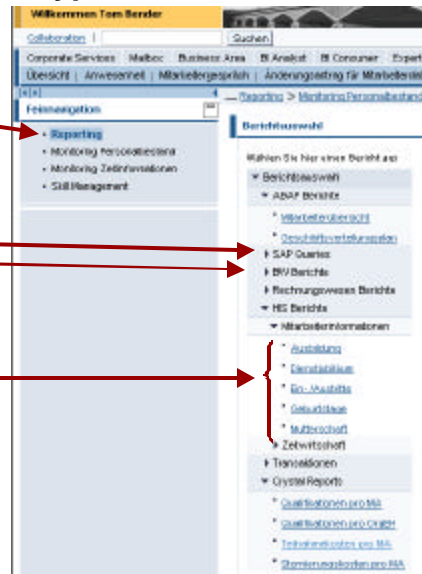 Willkommen Tom Bender
Collaboration |
Suchen
Corporate Services Mailbox Business Area BI Analyst BI Consumer Expert
Übersicht | Anwesenheit | Mitarbeitergespräch | Änderungsantrag für
Reporting > Monitoring Personalbestand
Feinnavigation
• Reporting
• Monitoring Personalbestand
• Monitoring Zeitinformationen
• Skill Management
Berichtsauswahl
Wählen Sie hier einen Bericht aus
Berichtsauswahl
ABAP Berichte
Mitarbeiterübersicht
Geschäftsverteilungsplan
SAP Queries
BW Berichte
Rechnungswesen Berichte
HIS Berichte
Mitarbeiterinformationen
Ausbildung
Dienstjubiläum
Ein- /Austritte
Geburtstage
Mutterschaft
Zeitwirtschaft
Transaktionen
Crystal Reports
Qualifikationen pro MA
Qualifikationen pro OrgEH
Teilnahmekosten pro MA
Stornierungskosten pro MA